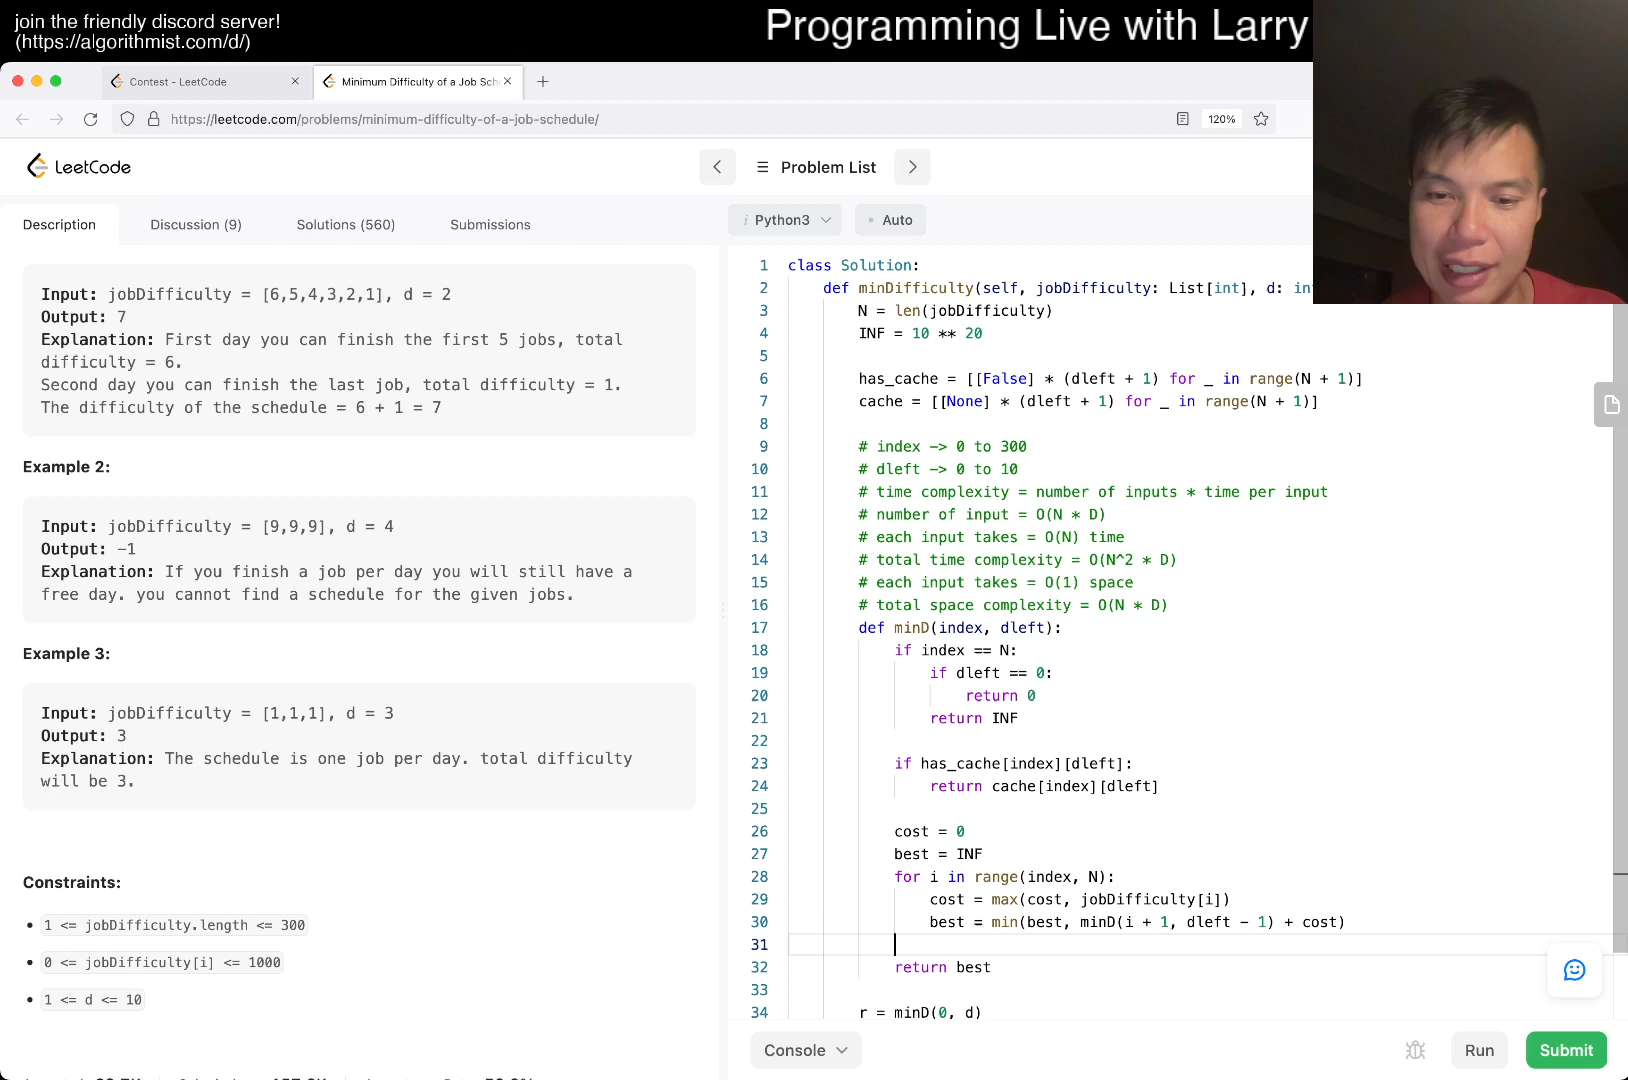 join the friendly discord server!
(https://algorithmist.com/d/)
Programming Live with Larry
Contest - LeetCode
Minimum Difficulty of a Job Sch
https://leetcode.com/problems/minimum-difficulty-of-a-job-schedule/
120%
LeetCode
Problem List
Description
Discussion (9)
Solutions (560)
Submissions
Python3
Auto
Input: jobDifficulty = [6,5,4,3,2,1], d = 2
Output: 7
Explanation: First day you can finish the first 5 jobs, total
difficulty = 6.
Second day you can finish the last job, total difficulty = 1.
The difficulty of the schedule = 6 + 1 = 7
Example 2:
Input: jobDifficulty = [9,9,9], d = 4
Output: -1
Explanation: If you finish a job per day you will still have a
free day. you cannot find a schedule for the given jobs.
Example 3:
Input: jobDifficulty = [1,1,1], d = 3
Output: 3
Explanation: The schedule is one job per day. total difficulty
will be 3.
Constraints:
1 <= jobDifficulty.length <= 300
0 <= jobDifficulty[i] <= 1000
1 <= d <= 10
1 class Solution:
2 def minDifficulty(self, jobDifficulty: List[int], d: in
3 N = len(jobDifficulty)
4 INF = 10 ** 20
5
6 has_cache = [[False] * (dleft + 1) for _ in range(N + 1)]
7 cache = [[None] * (dleft + 1) for _ in range(N + 1)]
8
9 # index -> 0 to 300
10 # dleft -> 0 to 10
11 # time complexity = number of inputs * time per input
12 # number of input = O(N * D)
13 # each input takes = O(N) time
14 # total time complexity = O(N^2 * D)
15 # each input takes = O(1) space
16 # total space complexity = O(N * D)
17 def minD(index, dleft):
18 if index == N:
19 if dleft == 0:
20 return 0
21 return INF
22
23 if has_cache[index][dleft]:
24 return cache[index][dleft]
25
26 cost = 0
27 best = INF
28 for i in range(index, N):
29 cost = max(cost, jobDifficulty[i])
30 best = min(best, minD(i + 1, dleft - 1) + cost)
31
32 return best
33
34 r = minD(0, d)
Console
Run
Submit